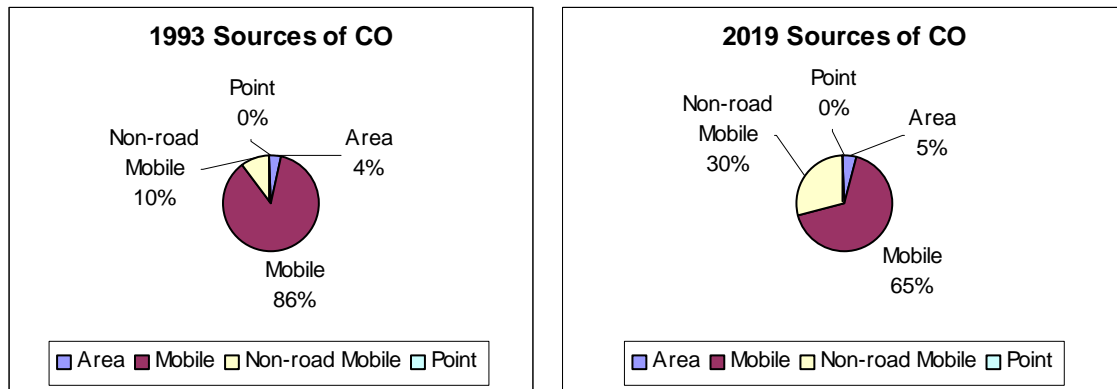 1993 Sources of CO
Point
0%
Non-road
Mobile
10%
Area
4%
Mobile
86%
Area Mobile Non-road Mobile Point
2019 Sources of CO
Point
0%
Non-road
Mobile
30%
Area
5%
Mobile
65%
Area Mobile Non-road Mobile Point